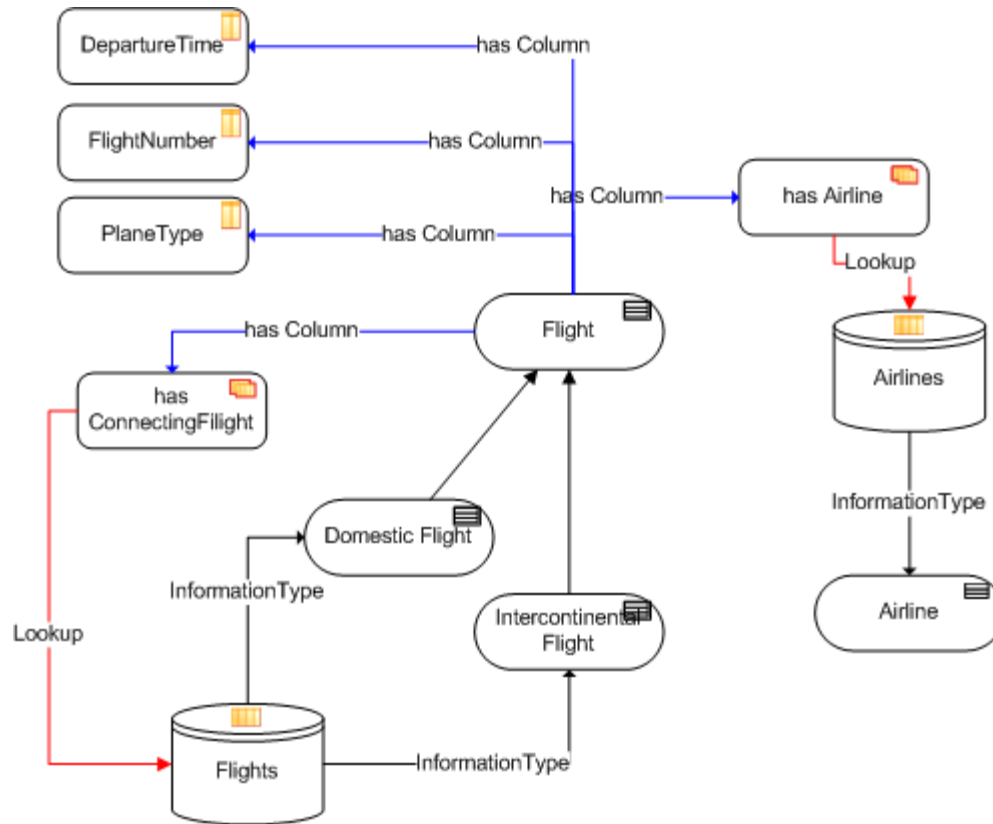 DepartureTime
has Column
FlightNumber
has Column
PlaneType
has Column
has Column
has Airline
Lookup
has Column
Flight
Airlines
has
ConnectingFilight
InformationType
Domestic Flight
InformationType
Intercontinental
Flight
Airline
Lookup
Flights
InformationType